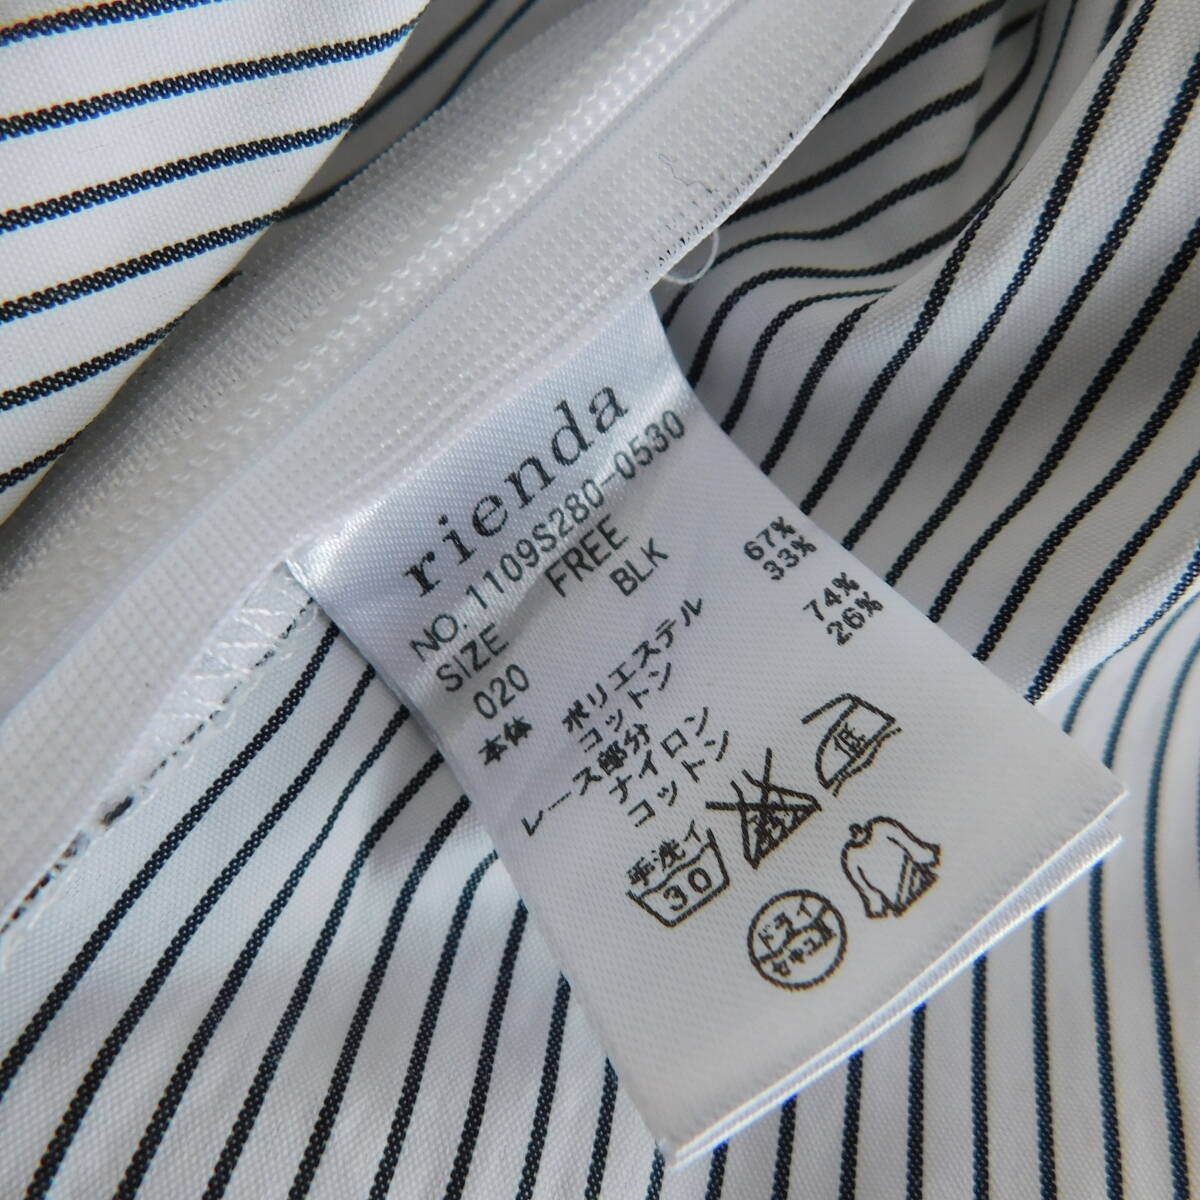 rienda
NO. 1109S280-0530
SIZE FREE
020 BLK
本体 ポリエステル 67%
コットン 33%
レース部分
ナイロン 74%
コットン 26%
手洗イ
30
低
ドライ
セキユ系